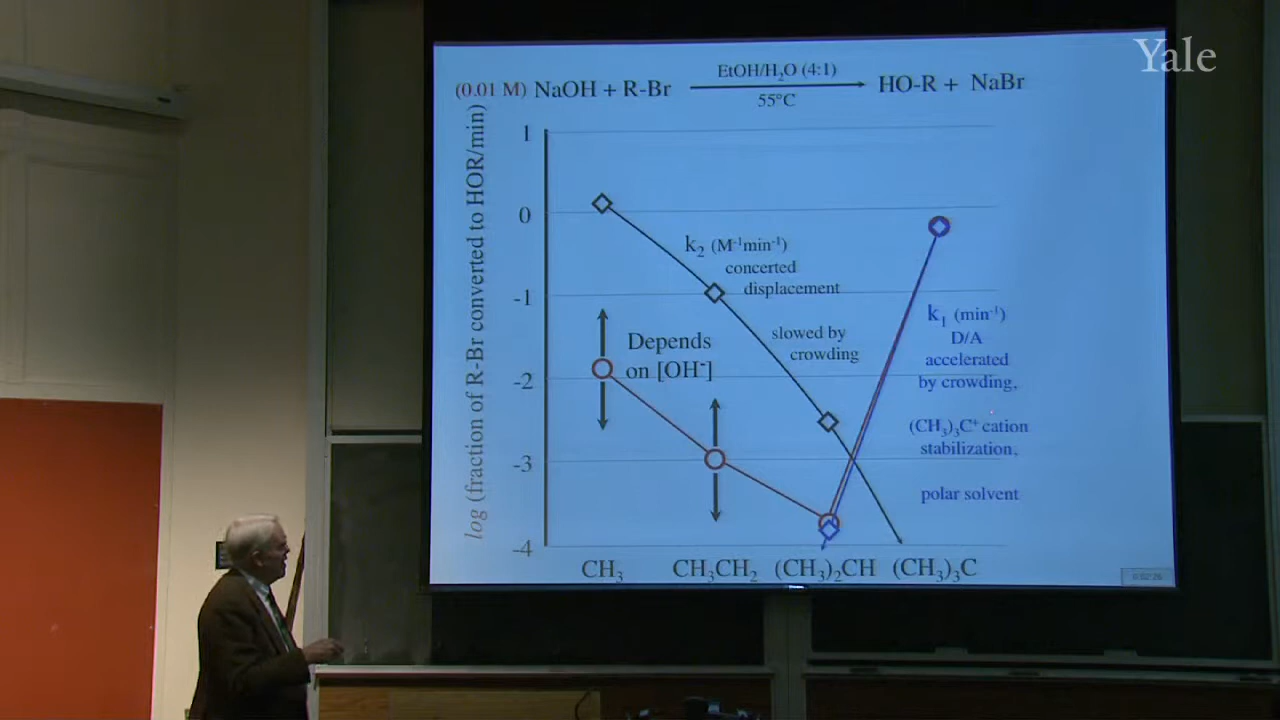 Yale
(0.01 M) NaOH + R-Br
EtOH/H₂O (4:1)
55°C
HO-R + NaBr
log (fraction of R-Br converted to HOR/min)
1
0
-1
-2
-3
-4
k₂ (M⁻¹min⁻¹)
concerted
displacement
slowed by
crowding
Depends
on [OH⁻]
k₁ (min⁻¹)
D/A
accelerated
by crowding,
(CH₃)₃C⁺ cation
stabilization,
polar solvent
CH₃ CH₃CH₂ (CH₃)₂CH (CH₃)₃C